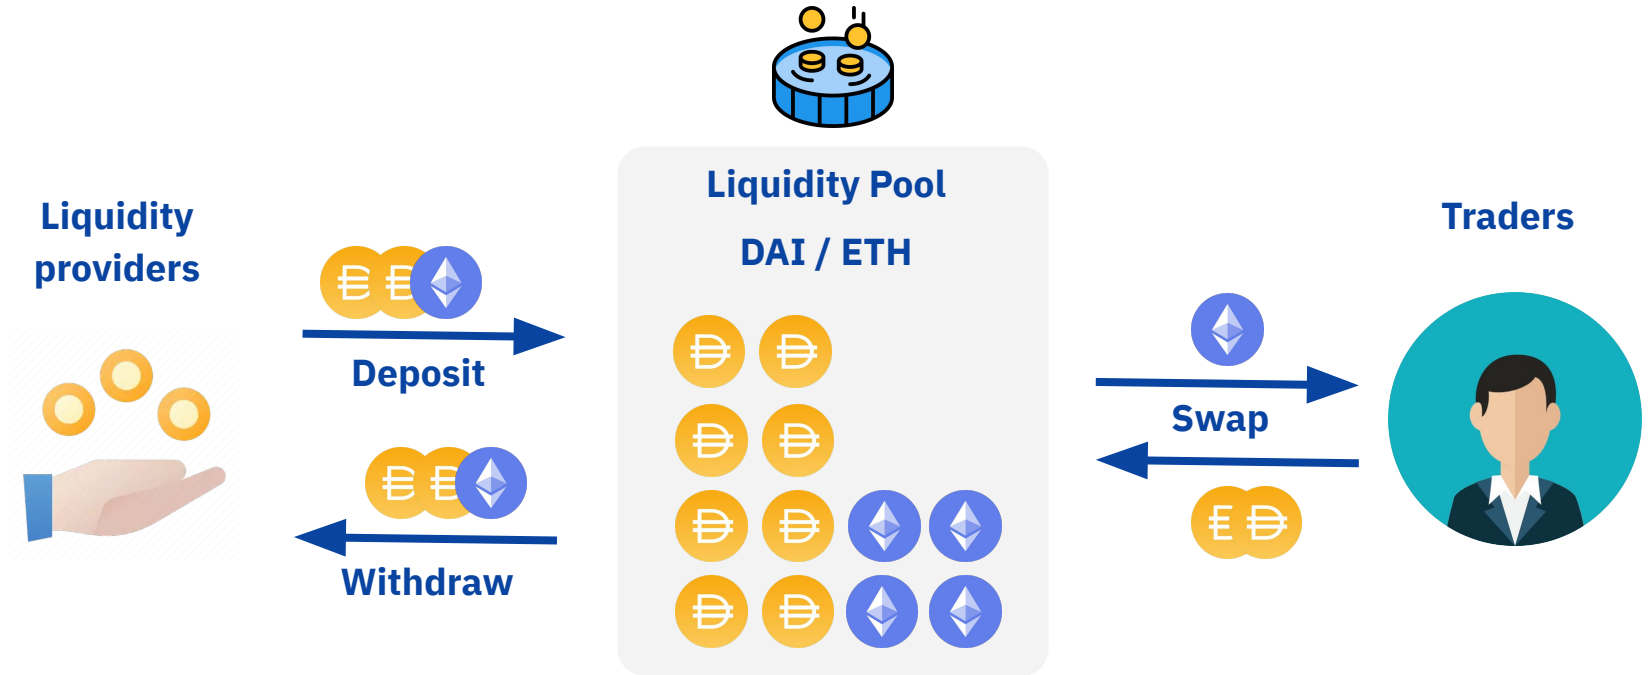 Liquidity Pool
DAI / ETH
Liquidity
providers
Deposit
Withdraw
Swap
Traders